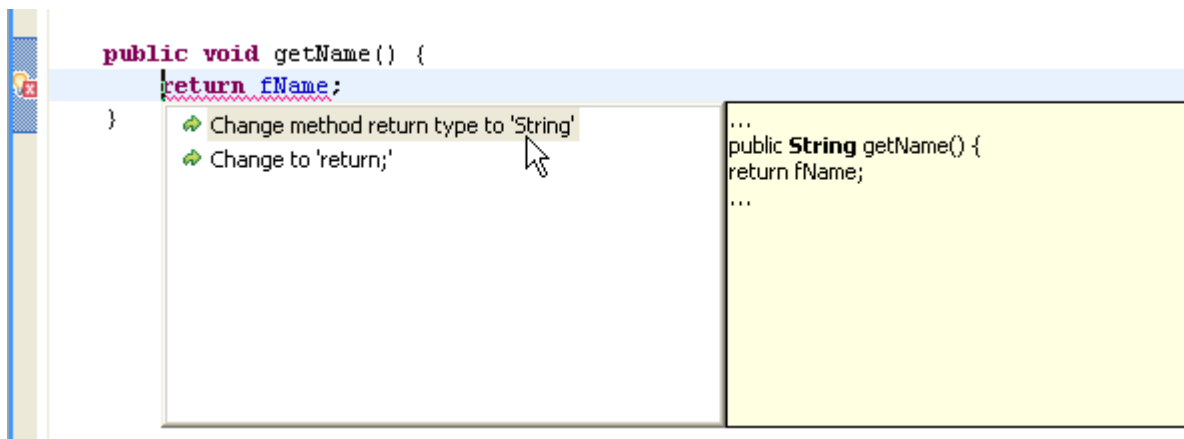 public void getName() {
return fName;
}
Change method return type to 'String'
Change to 'return;'
...
public String getName() {
return fName;
...